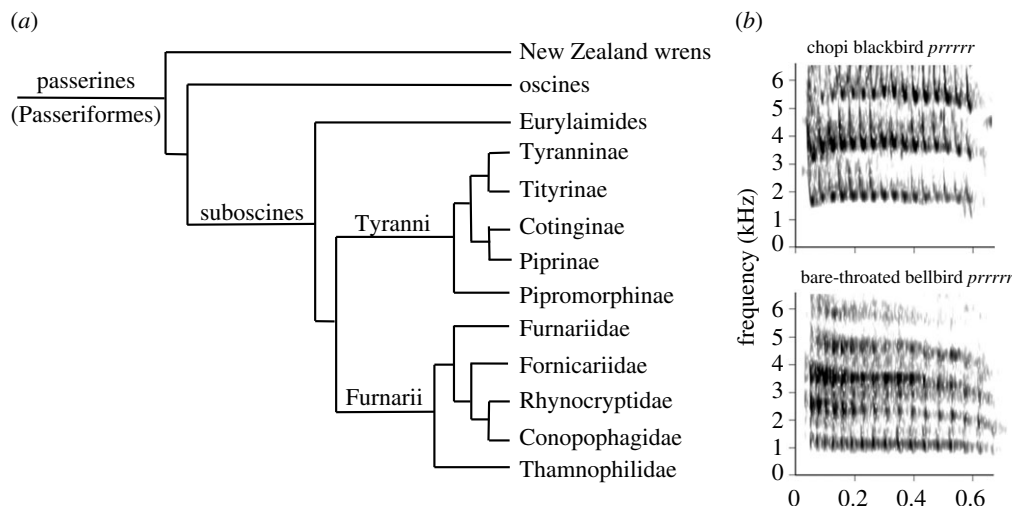 (a)
passerines
(Passeriformes)
suboscines
Tyranni
Furnarii
New Zealand wrens
oscines
Eurylaimides
Tyranninae
Tityrinae
Cotinginae
Piprinae
Pipromorphinae
Furnariidae
Fornicariidae
Rhynocryptidae
Conopophagidae
Thamnophilidae
(b)
chopi blackbird prrrrr
6
5
4
3
2
1
0
frequency (kHz)
bare-throated bellbird prrrrr
6
5
4
3
2
1
0
0 0.2 0.4 0.6